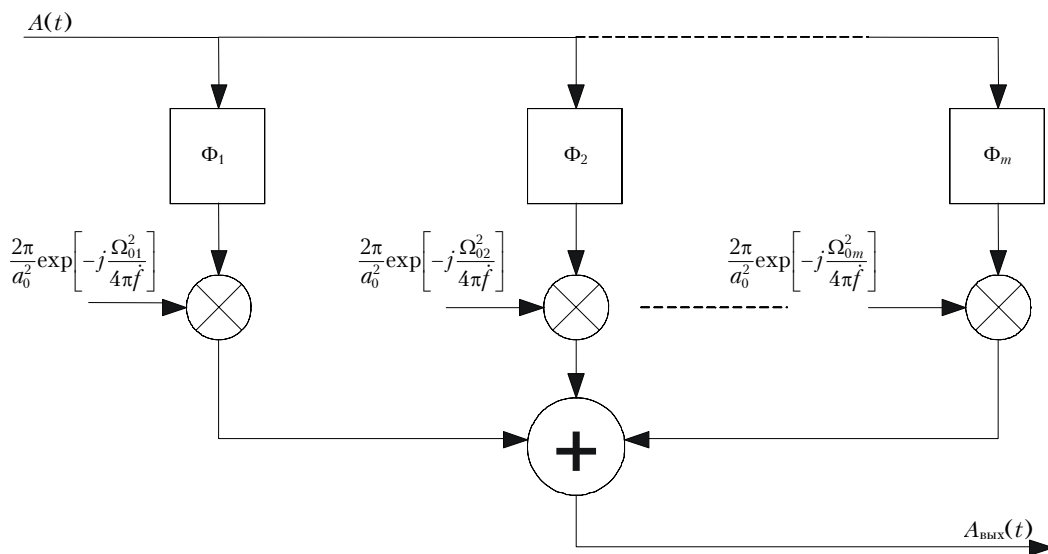 A(t)
Φ₁
Φ₂
Φₘ
2π/a₀² exp[−j Ω₀₁²/4πḟ]
2π/a₀² exp[−j Ω₀₂²/4πḟ]
2π/a₀² exp[−j Ω₀ₘ²/4πḟ]
+
Aвых(t)